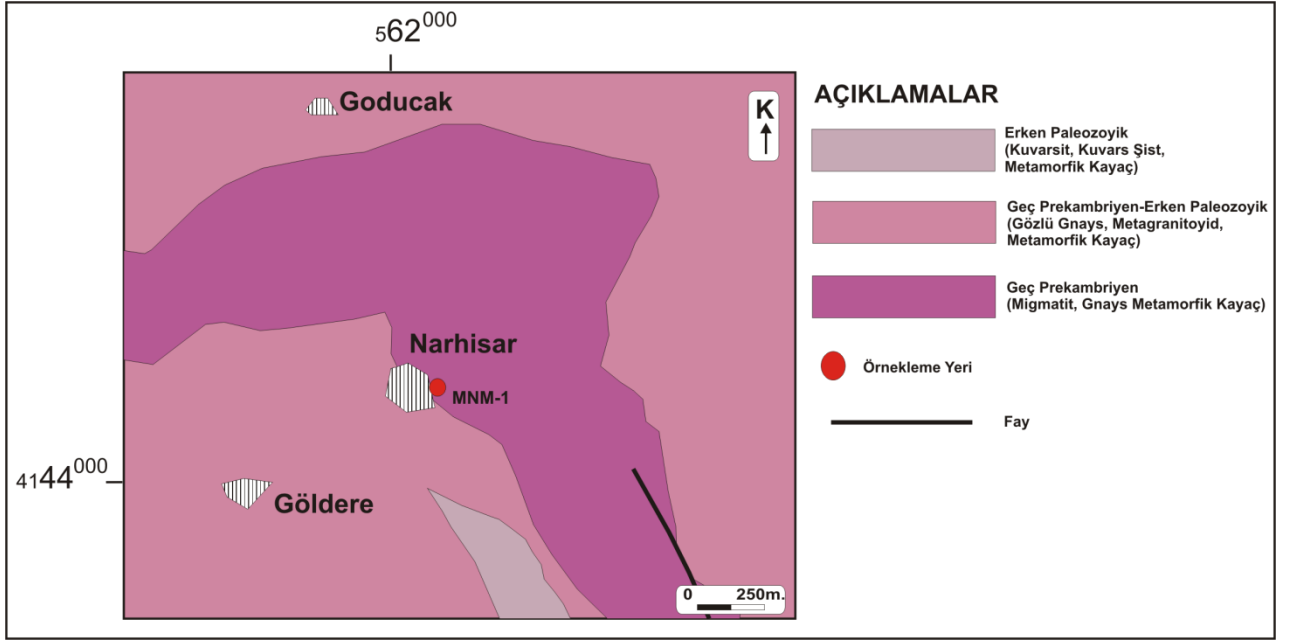 562000
Goducak
K
Narhisar
MNM-1
4144000
Göldere
0 250m.
AÇIKLAMALAR
Erken Paleozoyik
(Kuvarsit, Kuvars Şist,
Metamorfik Kayaç)
Geç Prekambriyen-Erken Paleozoyik
(Gözlü Gnays, Metagranitoyid,
Metamorfik Kayaç)
Geç Prekambriyen
(Migmatit, Gnays Metamorfik Kayaç)
Örnekleme Yeri
Fay